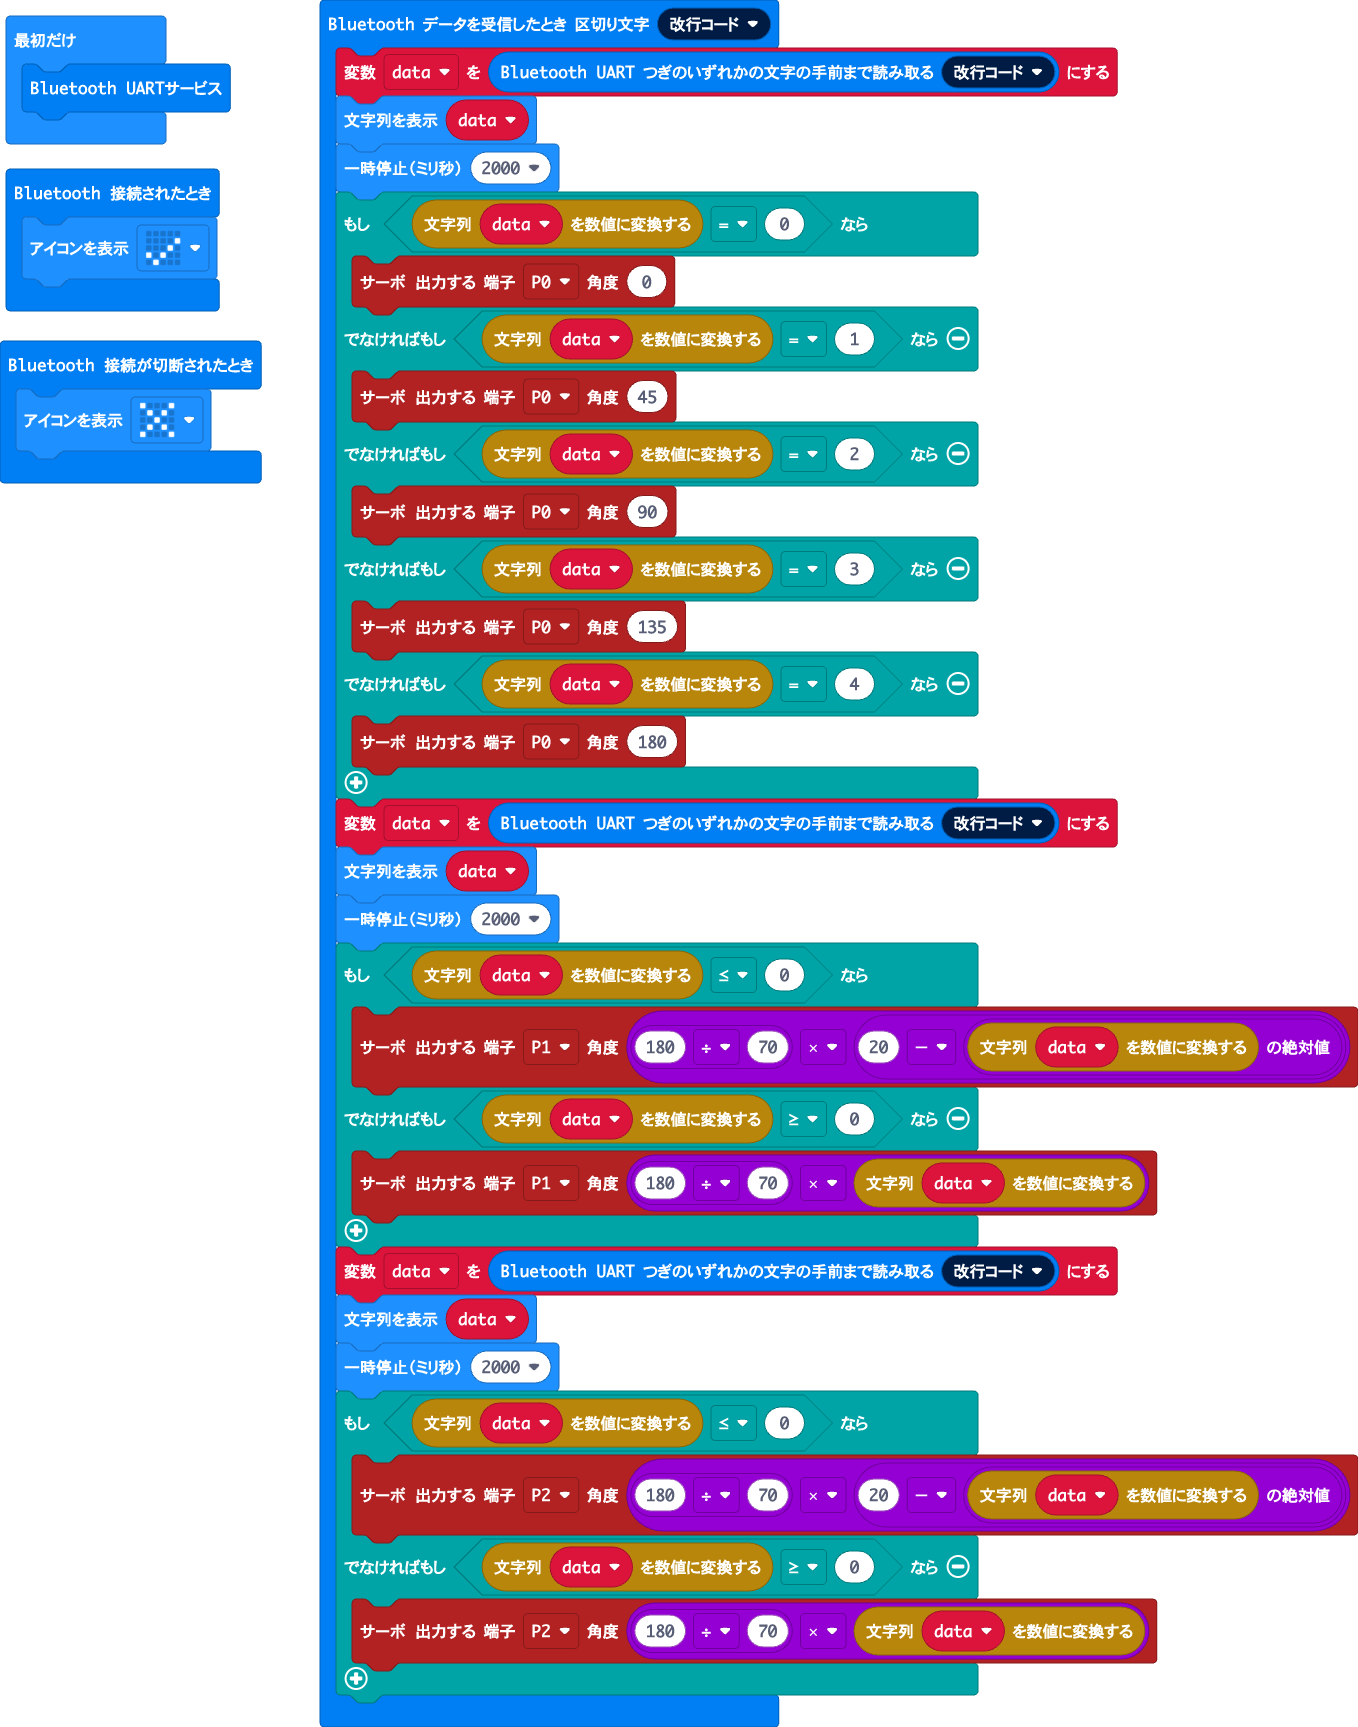 最初だけ
Bluetooth UARTサービス
Bluetooth 接続されたとき
アイコンを表示
Bluetooth 接続が切断されたとき
アイコンを表示
Bluetooth データを受信したとき 区切り文字 改行コード
変数 data を Bluetooth UART つぎのいずれかの文字の手前まで読み取る 改行コード にする
文字列を表示 data
一時停止(ミリ秒) 2000
もし 文字列 data を数値に変換する = 0 なら
サーボ 出力する 端子 P0 角度 0
でなければもし 文字列 data を数値に変換する = 1 なら
サーボ 出力する 端子 P0 角度 45
でなければもし 文字列 data を数値に変換する = 2 なら
サーボ 出力する 端子 P0 角度 90
でなければもし 文字列 data を数値に変換する = 3 なら
サーボ 出力する 端子 P0 角度 135
でなければもし 文字列 data を数値に変換する = 4 なら
サーボ 出力する 端子 P0 角度 180
変数 data を Bluetooth UART つぎのいずれかの文字の手前まで読み取る 改行コード にする
文字列を表示 data
一時停止(ミリ秒) 2000
もし 文字列 data を数値に変換する ≤ 0 なら
サーボ 出力する 端子 P1 角度 180 ÷ 70 × 20 - 文字列 data を数値に変換する の絶対値
でなければもし 文字列 data を数値に変換する ≥ 0 なら
サーボ 出力する 端子 P1 角度 180 ÷ 70 × 文字列 data を数値に変換する
変数 data を Bluetooth UART つぎのいずれかの文字の手前まで読み取る 改行コード にする
文字列を表示 data
一時停止(ミリ秒) 2000
もし 文字列 data を数値に変換する ≤ 0 なら
サーボ 出力する 端子 P2 角度 180 ÷ 70 × 20 - 文字列 data を数値に変換する の絶対値
でなければもし 文字列 data を数値に変換する ≥ 0 なら
サーボ 出力する 端子 P2 角度 180 ÷ 70 × 文字列 data を数値に変換する